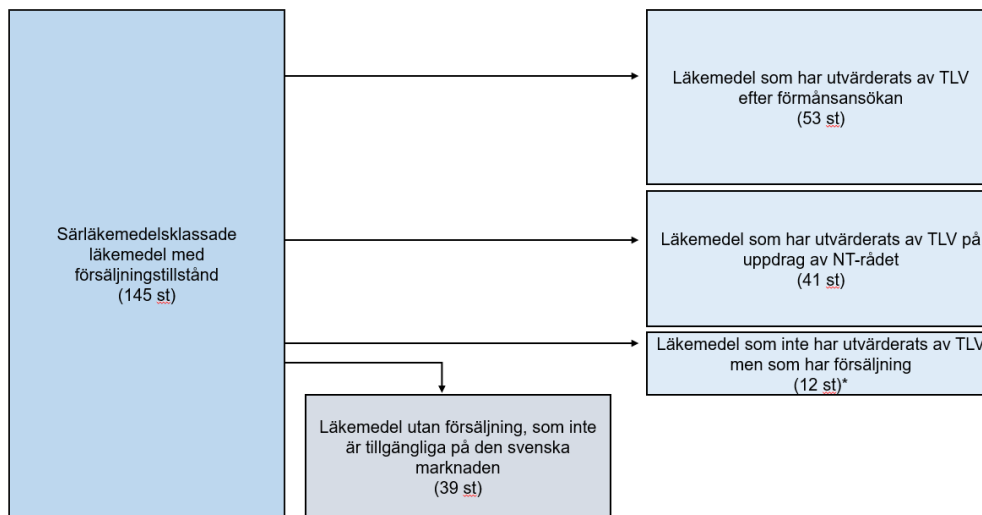 Särläkemedelsklassade
läkemedel med
försäljningstillstånd
(145 st)
Läkemedel som har utvärderats av TLV
efter förmånsansökan
(53 st)
Läkemedel som har utvärderats av TLV på
uppdrag av NT-rådet
(41 st)
Läkemedel som inte har utvärderats av TLV
men som har försäljning
(12 st)*
Läkemedel utan försäljning, som inte
är tillgängliga på den svenska
marknaden
(39 st)